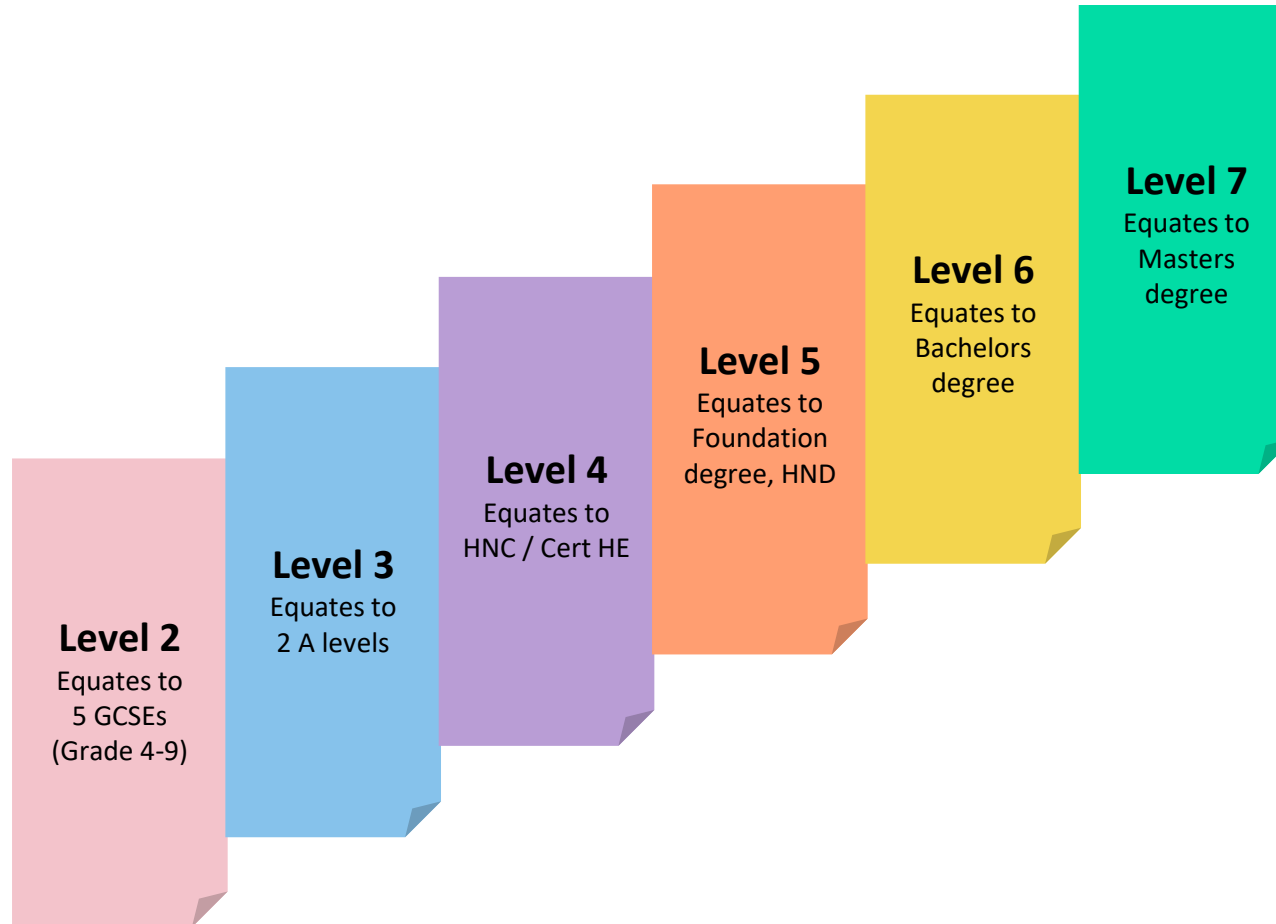 Level 2
Equates to
5 GCSEs
(Grade 4-9)
Level 3
Equates to
2 A levels
Level 4
Equates to
HNC / Cert HE
Level 5
Equates to
Foundation
degree, HND
Level 6
Equates to
Bachelors
degree
Level 7
Equates to
Masters
degree